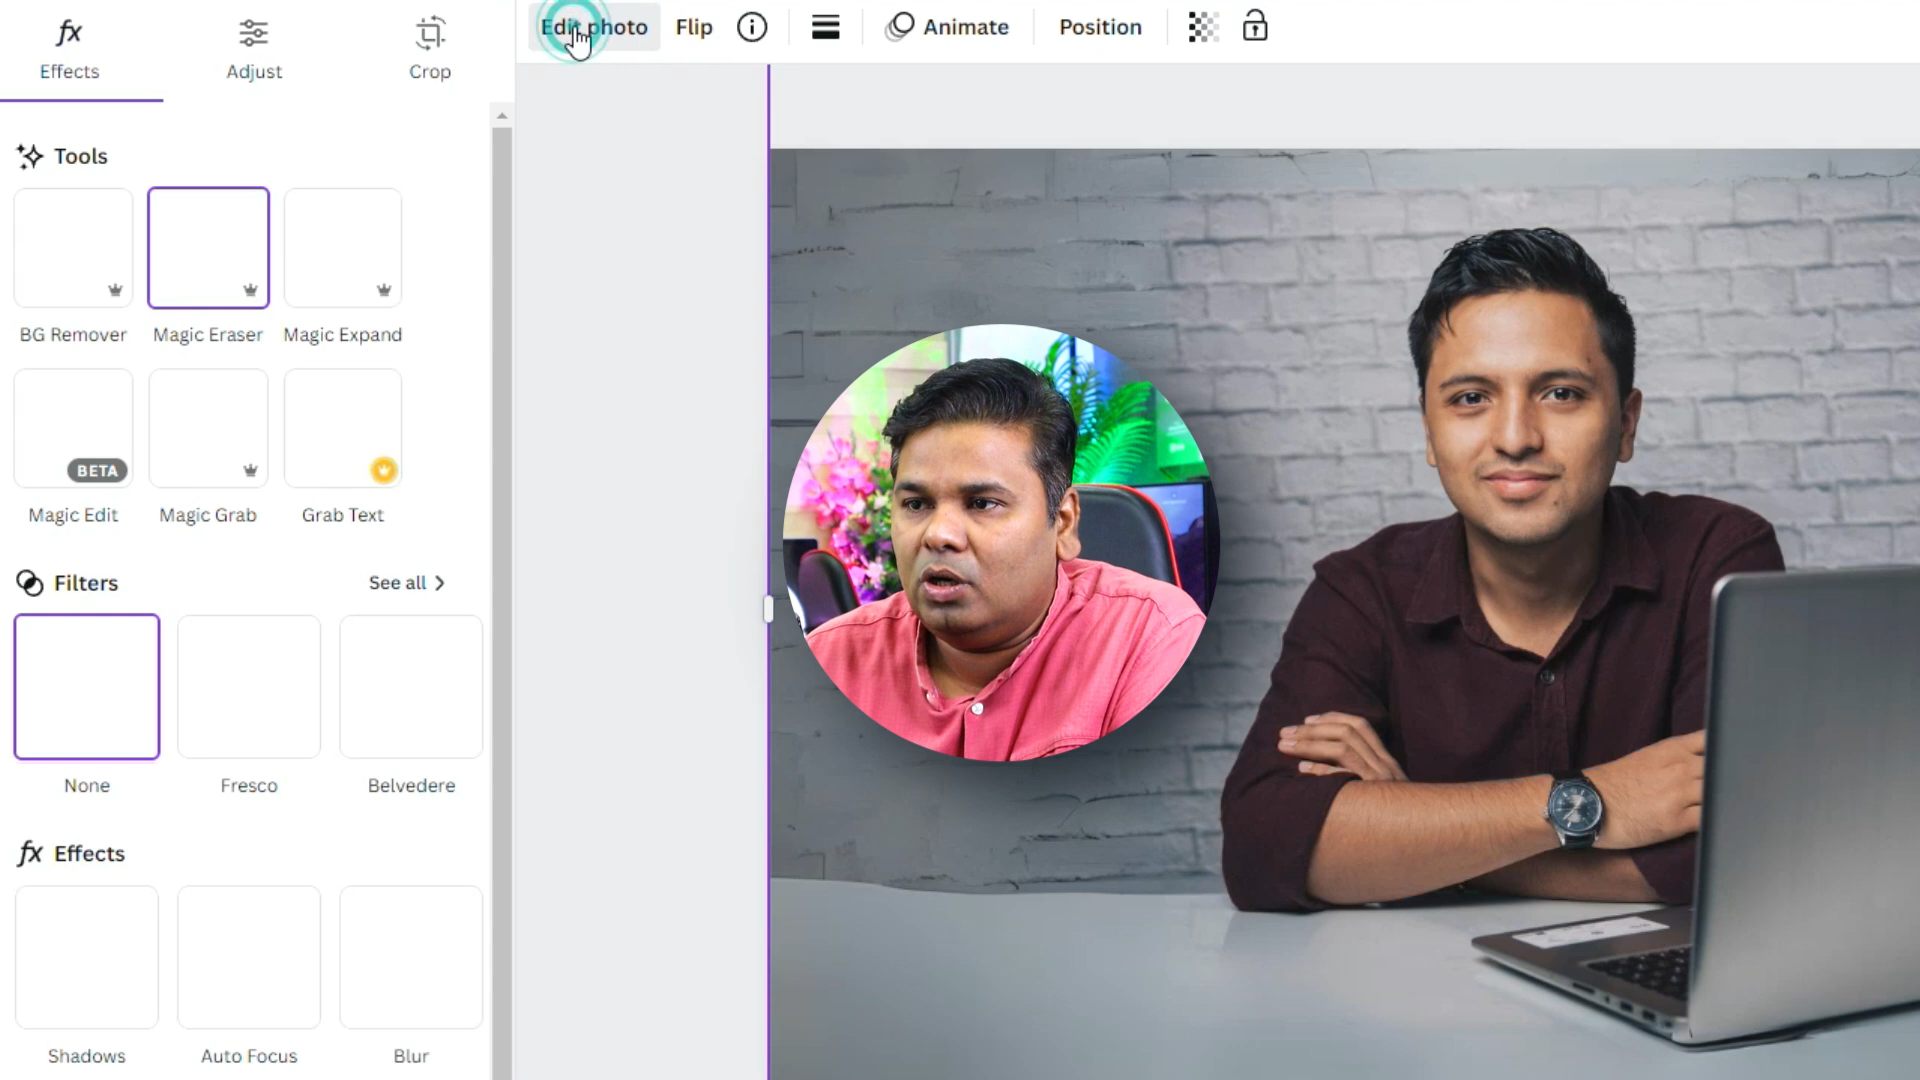 Edit photo Flip Animate Position
Effects Adjust Crop
Tools
BG Remover Magic Eraser Magic Expand
BETA
Magic Edit Magic Grab Grab Text
Filters See all
None Fresco Belvedere
fx Effects
Shadows Auto Focus Blur